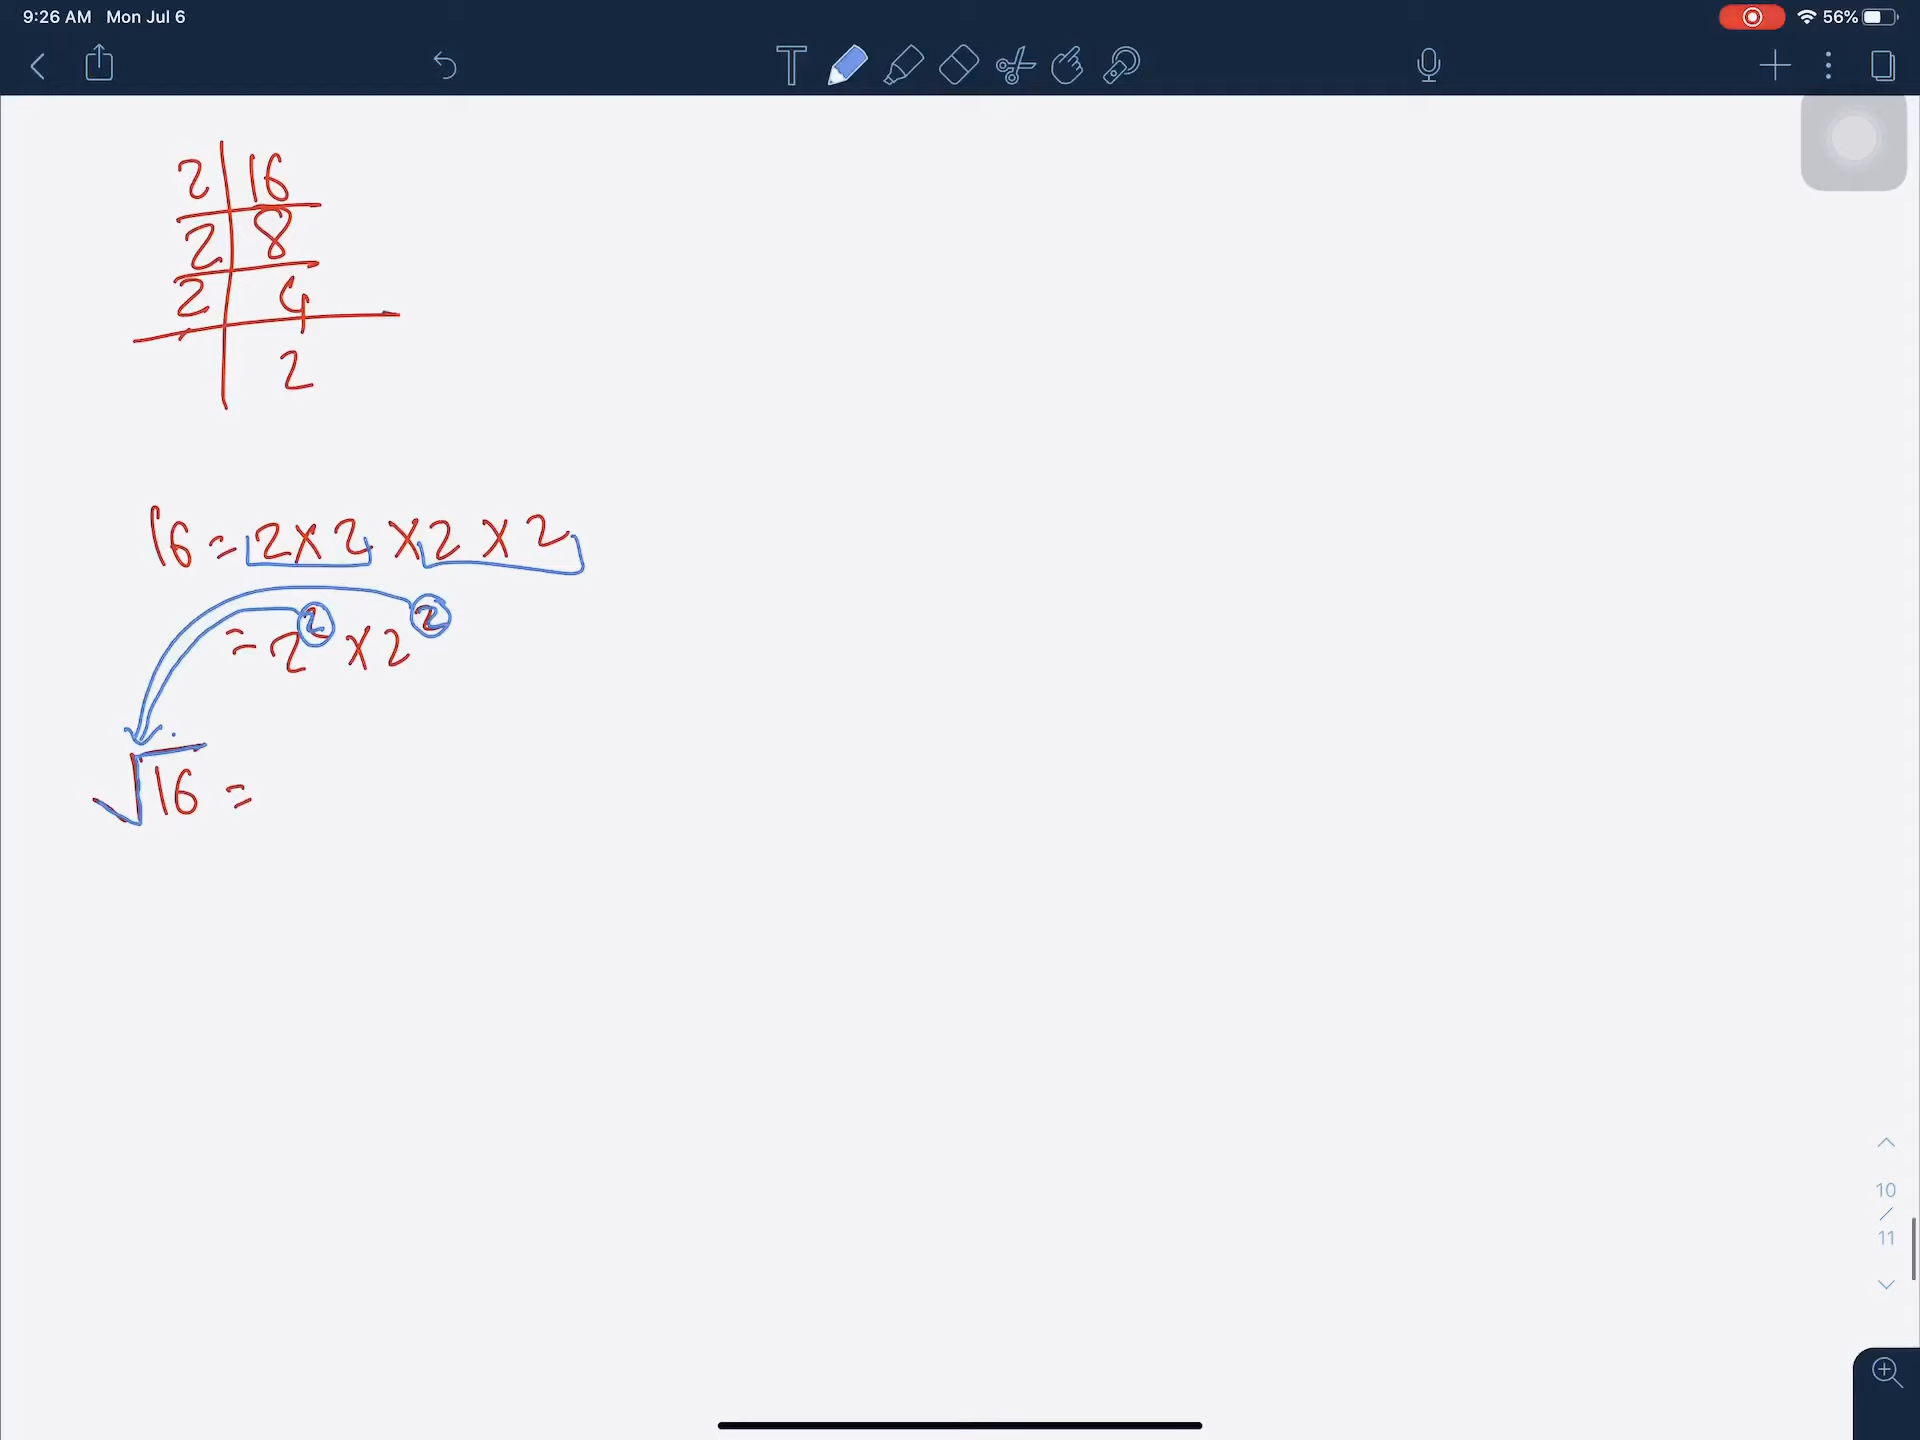 9:26 AM Mon Jul 6
56%
T
2 | 16
2 | 8
2 | 4
2
16 = 2 x 2 x 2 x 2
= 2² x 2²
√16 =
10
/
11